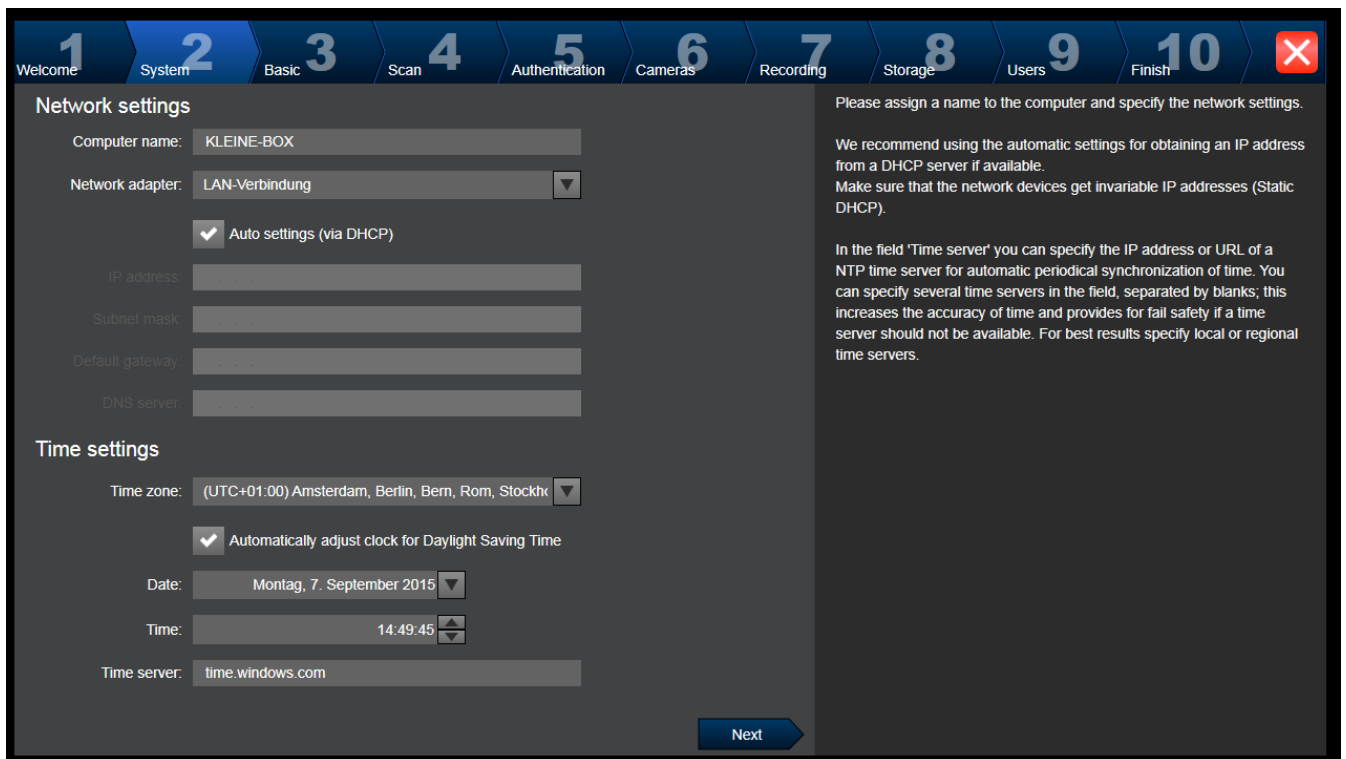 1 Welcome
2 System
3 Basic
4 Scan
5 Authentication
6 Cameras
7 Recording
8 Storage
9 Users
10 Finish
Network settings
Computer name: KLEINE-BOX
Network adapter: LAN-Verbindung
Auto settings (via DHCP)
IP address: . . .
Subnet mask: . . .
Default gateway: . . .
DNS server: . . .
Time settings
Time zone: (UTC+01:00) Amsterdam, Berlin, Bern, Rom, Stockho
Automatically adjust clock for Daylight Saving Time
Date: Montag, 7. September 2015
Time: 14:49:45
Time server: time.windows.com
Next
Please assign a name to the computer and specify the network settings.
We recommend using the automatic settings for obtaining an IP address
from a DHCP server if available.
Make sure that the network devices get invariable IP addresses (Static
DHCP).
In the field 'Time server' you can specify the IP address or URL of a
NTP time server for automatic periodical synchronization of time. You
can specify several time servers in the field, separated by blanks; this
increases the accuracy of time and provides for fail safety if a time
server should not be available. For best results specify local or regional
time servers.